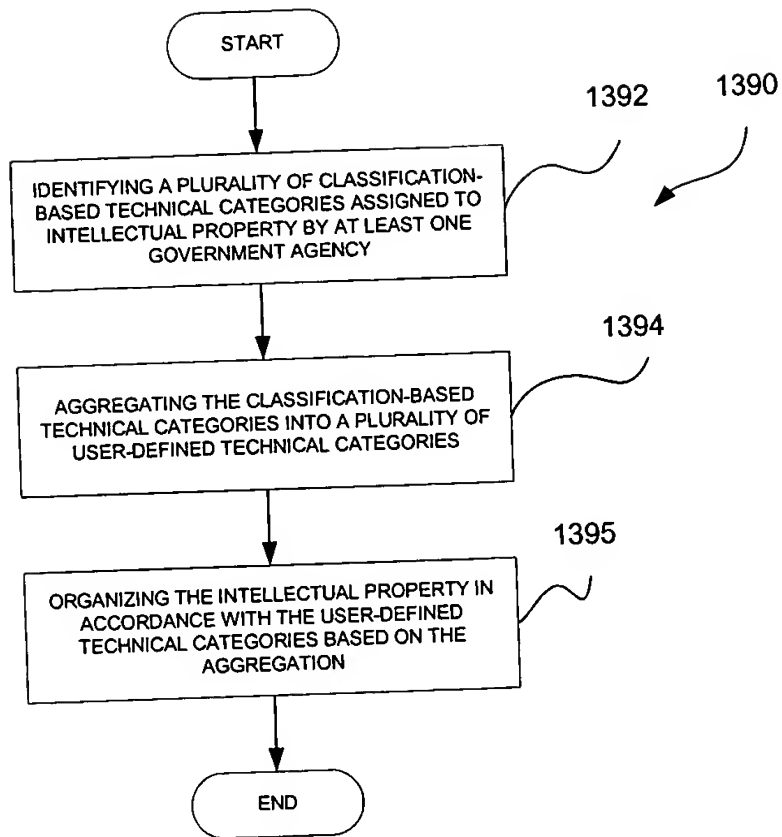 START
1390
1392
IDENTIFYING A PLURALITY OF CLASSIFICATION-
BASED TECHNICAL CATEGORIES ASSIGNED TO
INTELLECTUAL PROPERTY BY AT LEAST ONE
GOVERNMENT AGENCY
1394
AGGREGATING THE CLASSIFICATION-BASED
TECHNICAL CATEGORIES INTO A PLURALITY OF
USER-DEFINED TECHNICAL CATEGORIES
1395
ORGANIZING THE INTELLECTUAL PROPERTY IN
ACCORDANCE WITH THE USER-DEFINED
TECHNICAL CATEGORIES BASED ON THE
AGGREGATION
END